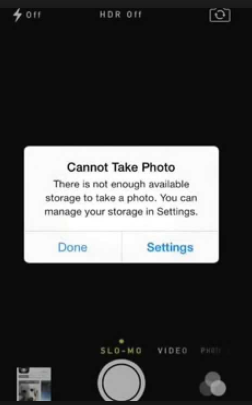 Off HDR Off
Cannot Take Photo
There is not enough available
storage to take a photo. You can
manage your storage in Settings.
Done Settings
SLO-MO VIDEO